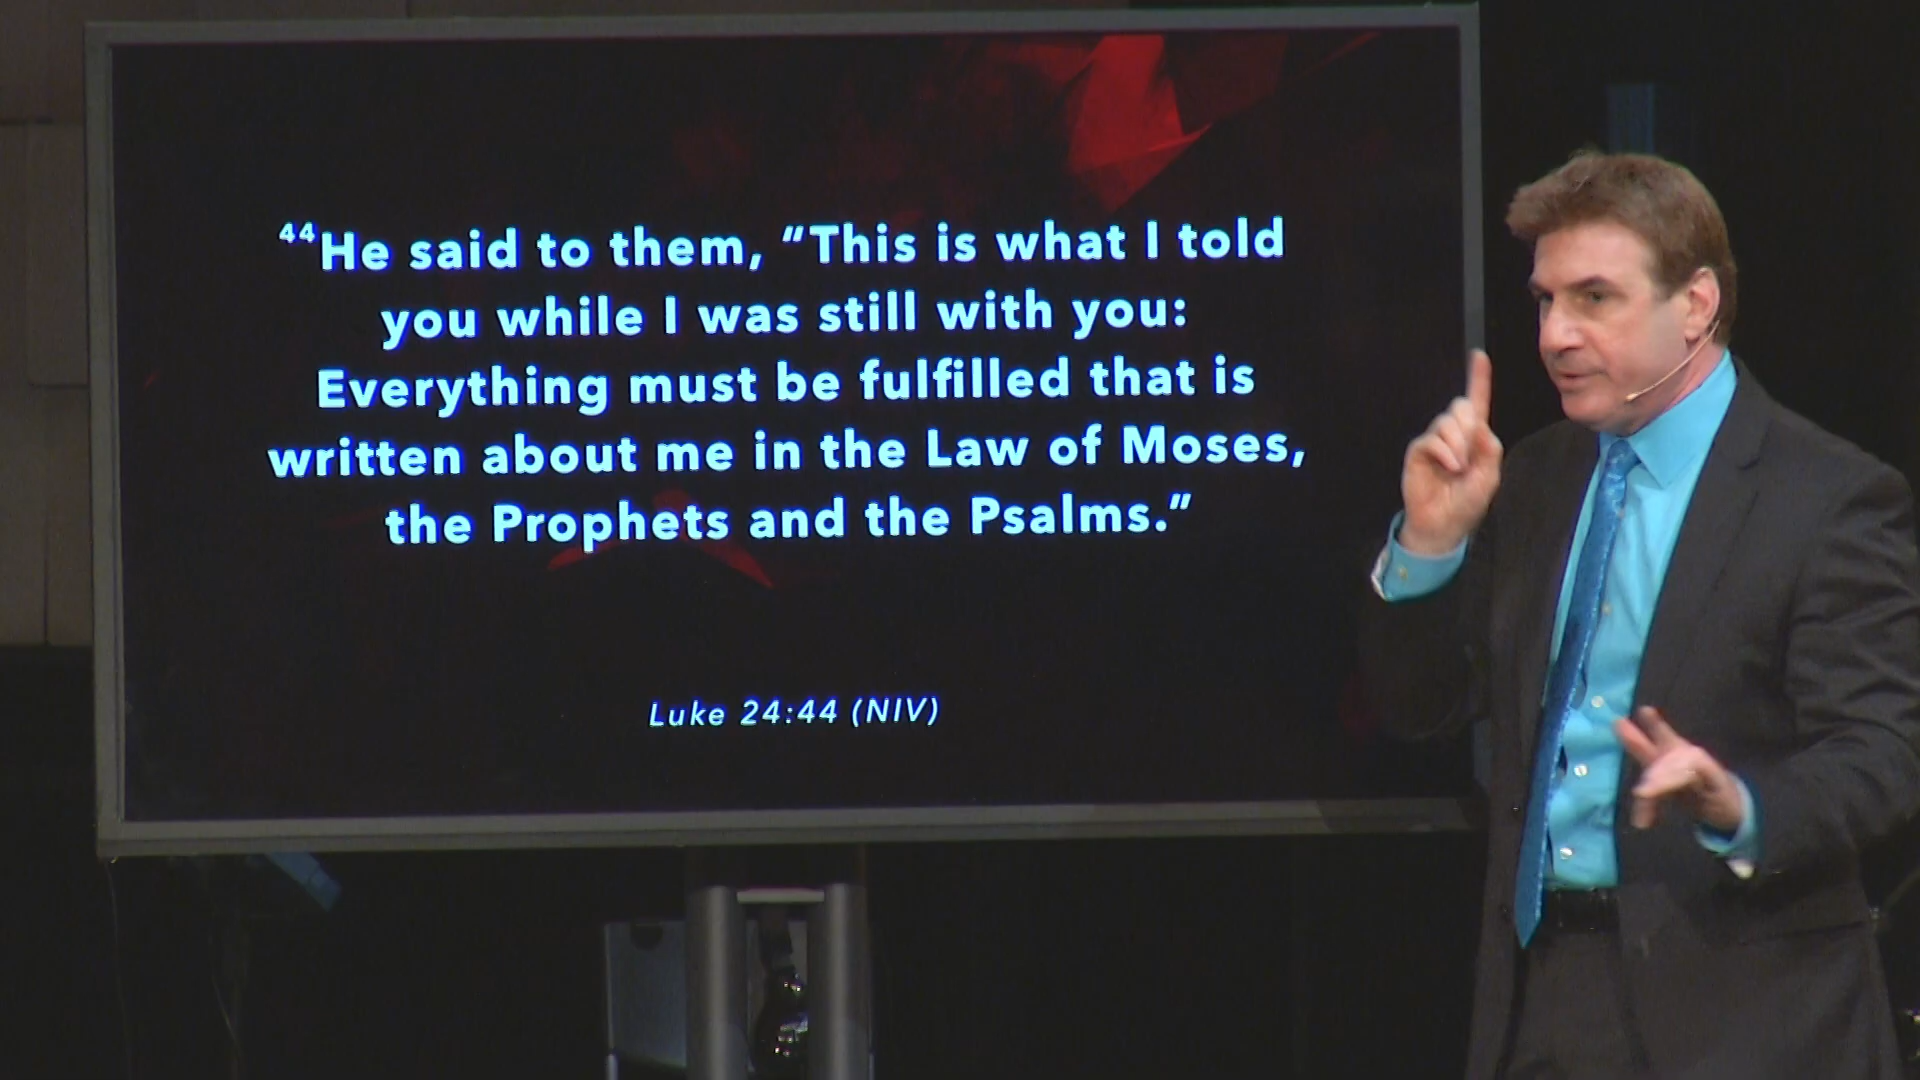 ⁴⁴He said to them, “This is what I told
you while I was still with you:
Everything must be fulfilled that is
written about me in the Law of Moses,
the Prophets and the Psalms.”
Luke 24:44 (NIV)